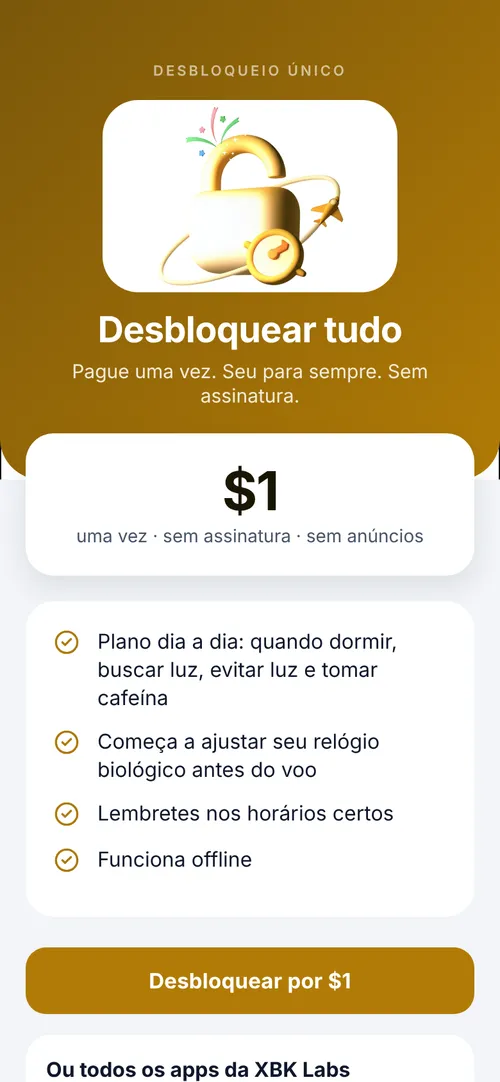 DESBLOQUEIO ÚNICO
Desbloquear tudo
Pague uma vez. Seu para sempre. Sem
assinatura.
$1
uma vez · sem assinatura · sem anúncios
Plano dia a dia: quando dormir,
buscar luz, evitar luz e tomar
cafeína
Começa a ajustar seu relógio
biológico antes do voo
Lembretes nos horários certos
Funciona offline
Desbloquear por $1
Ou todos os apps da XBK Labs